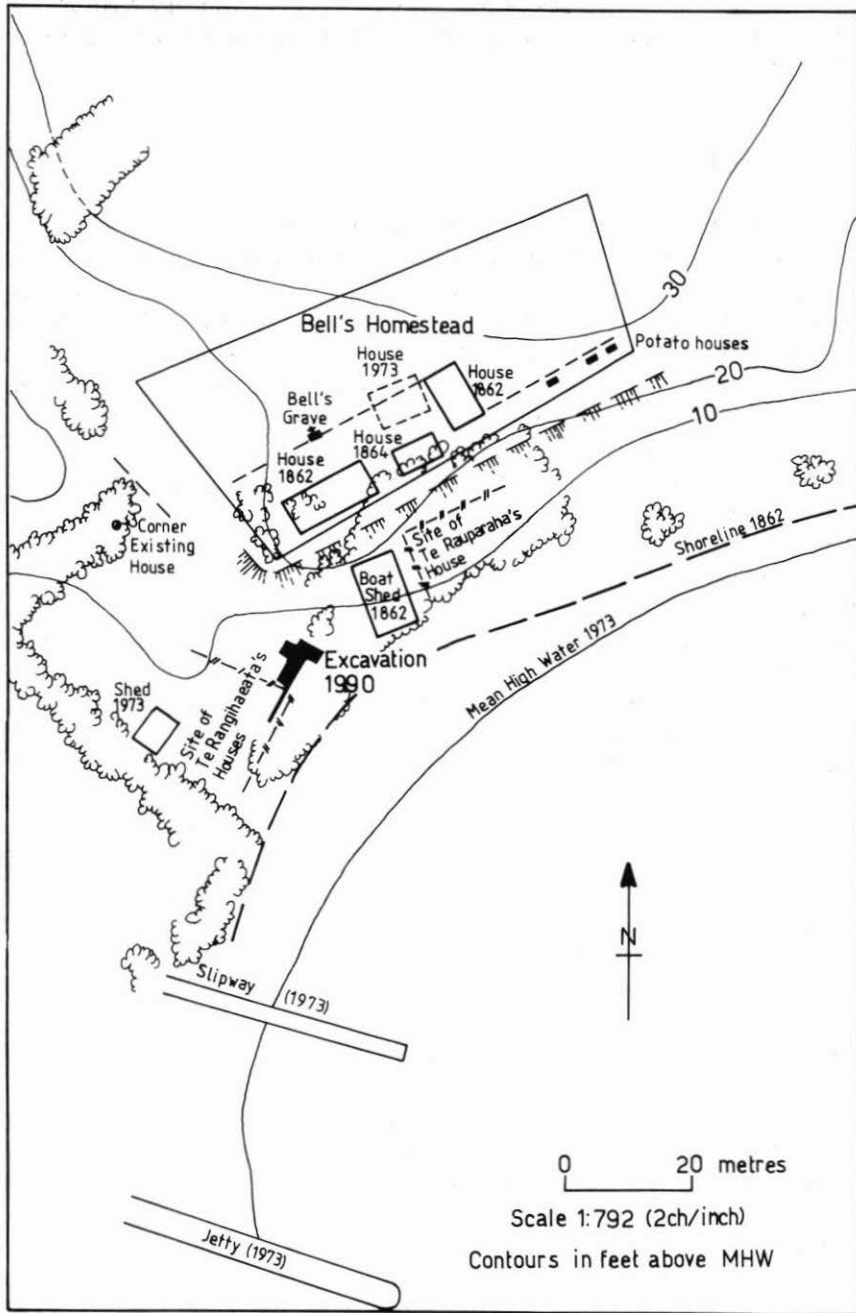 30
Bell's Homestead
House
1973
House
1862
Potato houses
20
10
Bell's
Grave
House
1864
House
1862
Corner
Existing
House
Site of
Te Rauparaha's
House
Shoreline 1862
Boat
Shed
1862
Excavation
1990
Mean High Water 1973
Shed
1973
Site of
Te Rangihaeata's
Houses
N
Slipway (1973)
0 20 metres
Scale 1:792 (2ch/inch)
Contours in feet above MHW
Jetty (1973)